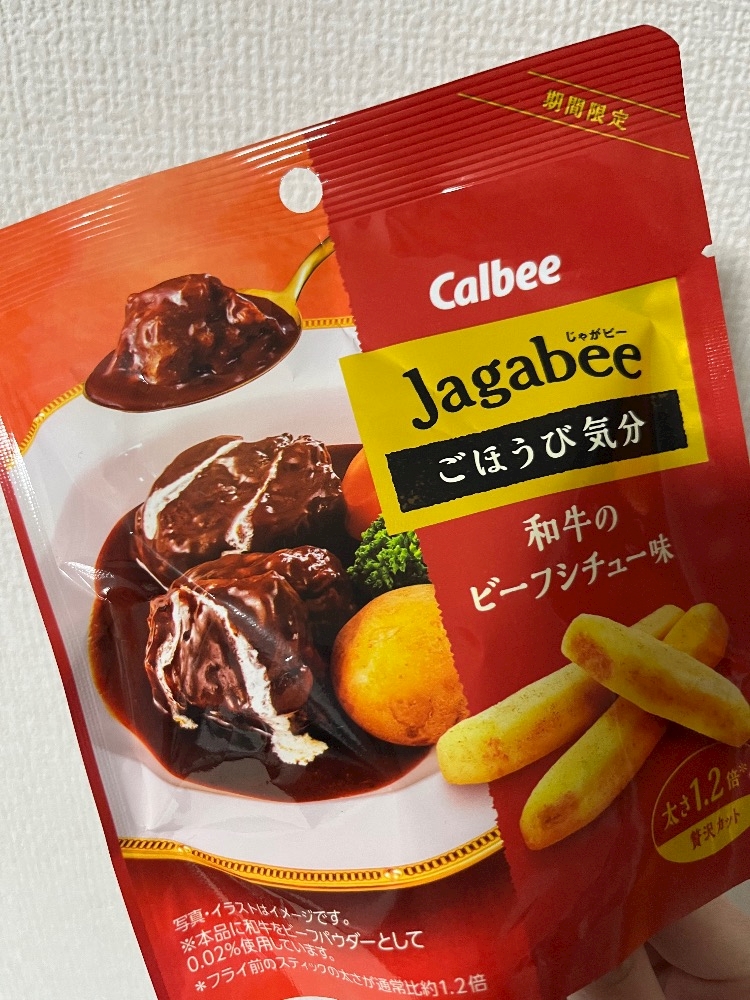 期間限定
Calbee
じゃがビー
Jagabee
ごほうび気分
和牛の
ビーフシチュー味
太さ1.2倍*
贅沢カット
写真・イラストはイメージです。
※本品に和牛をビーフパウダーとして
0.02%使用しています。
*フライ前のスティックの太さが通常比約1.2倍